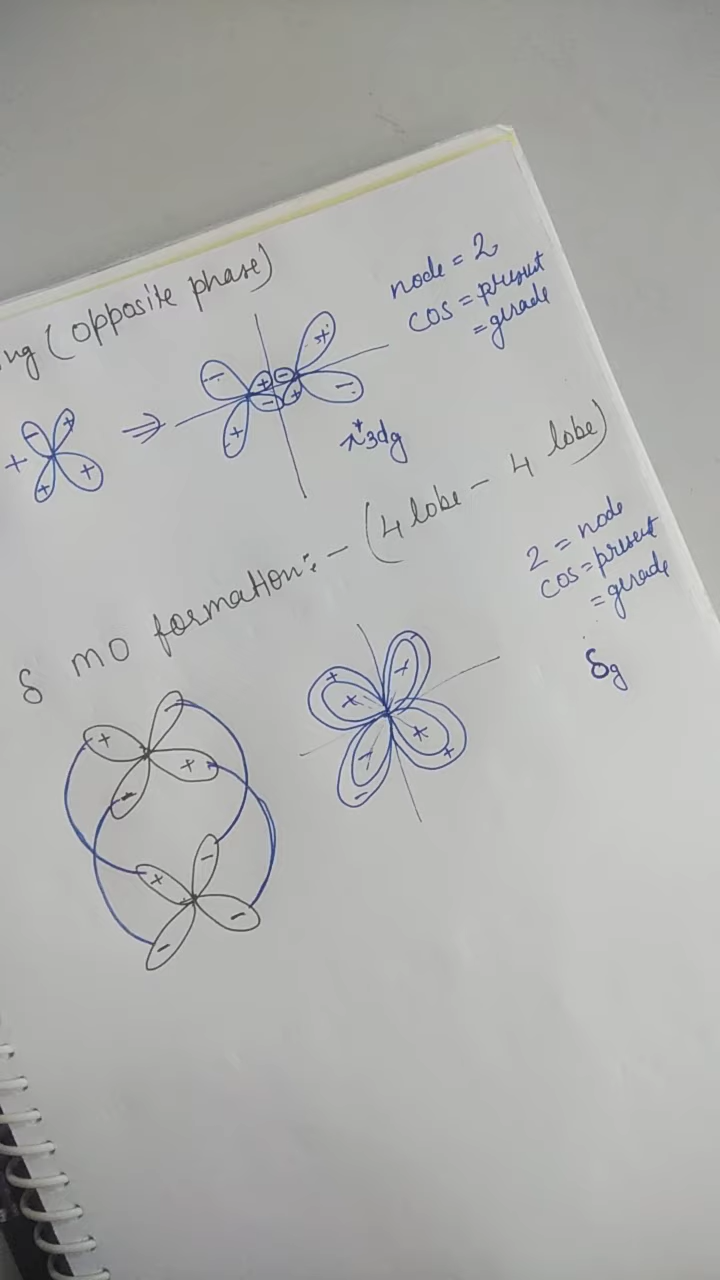 ng (opposite phase)
node = 2
cos = present
= gerade
+
⇒
π*3dg
δ MO formation:- (4 lobe - 4 lobe)
2 = node
cos = present
= gerade
δg